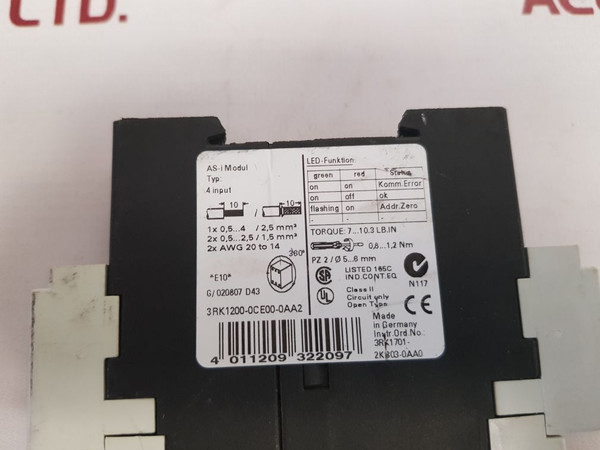 CTD.
AS-i Modul
Typ:
4 input
10
10
1x 0,5...4 / 2,5 mm²
2x 0,5...2,5 / 1,5 mm²
2x AWG 20 to 14
360°
*E10*
G/ 020807 D43
3RK1200-0CE00-0AA2
4 011209 322097
LED-Funktion
green red Status
on on Komm.Error
on off ok
flashing on Addr.Zero
- - -
TORQUE: 7...10.3 LB.IN
0,8...1,2 Nm
PZ 2 / Ø 5...6 mm
LISTED 165C
IND.CONT.EQ
N117
Class II
Circuit only
Open Type
Made in Germany
Instr.Ord.No.:
3RK1701-